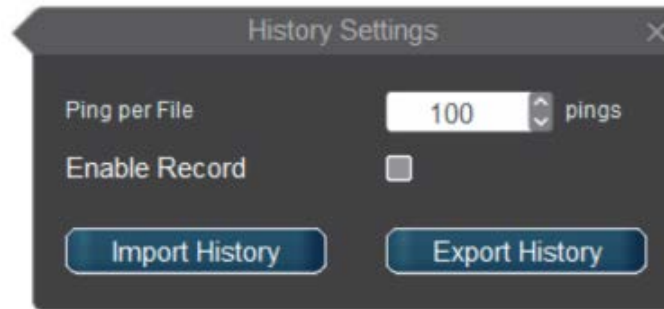 History Settings
Ping per File 100 pings
Enable Record
Import History Export History